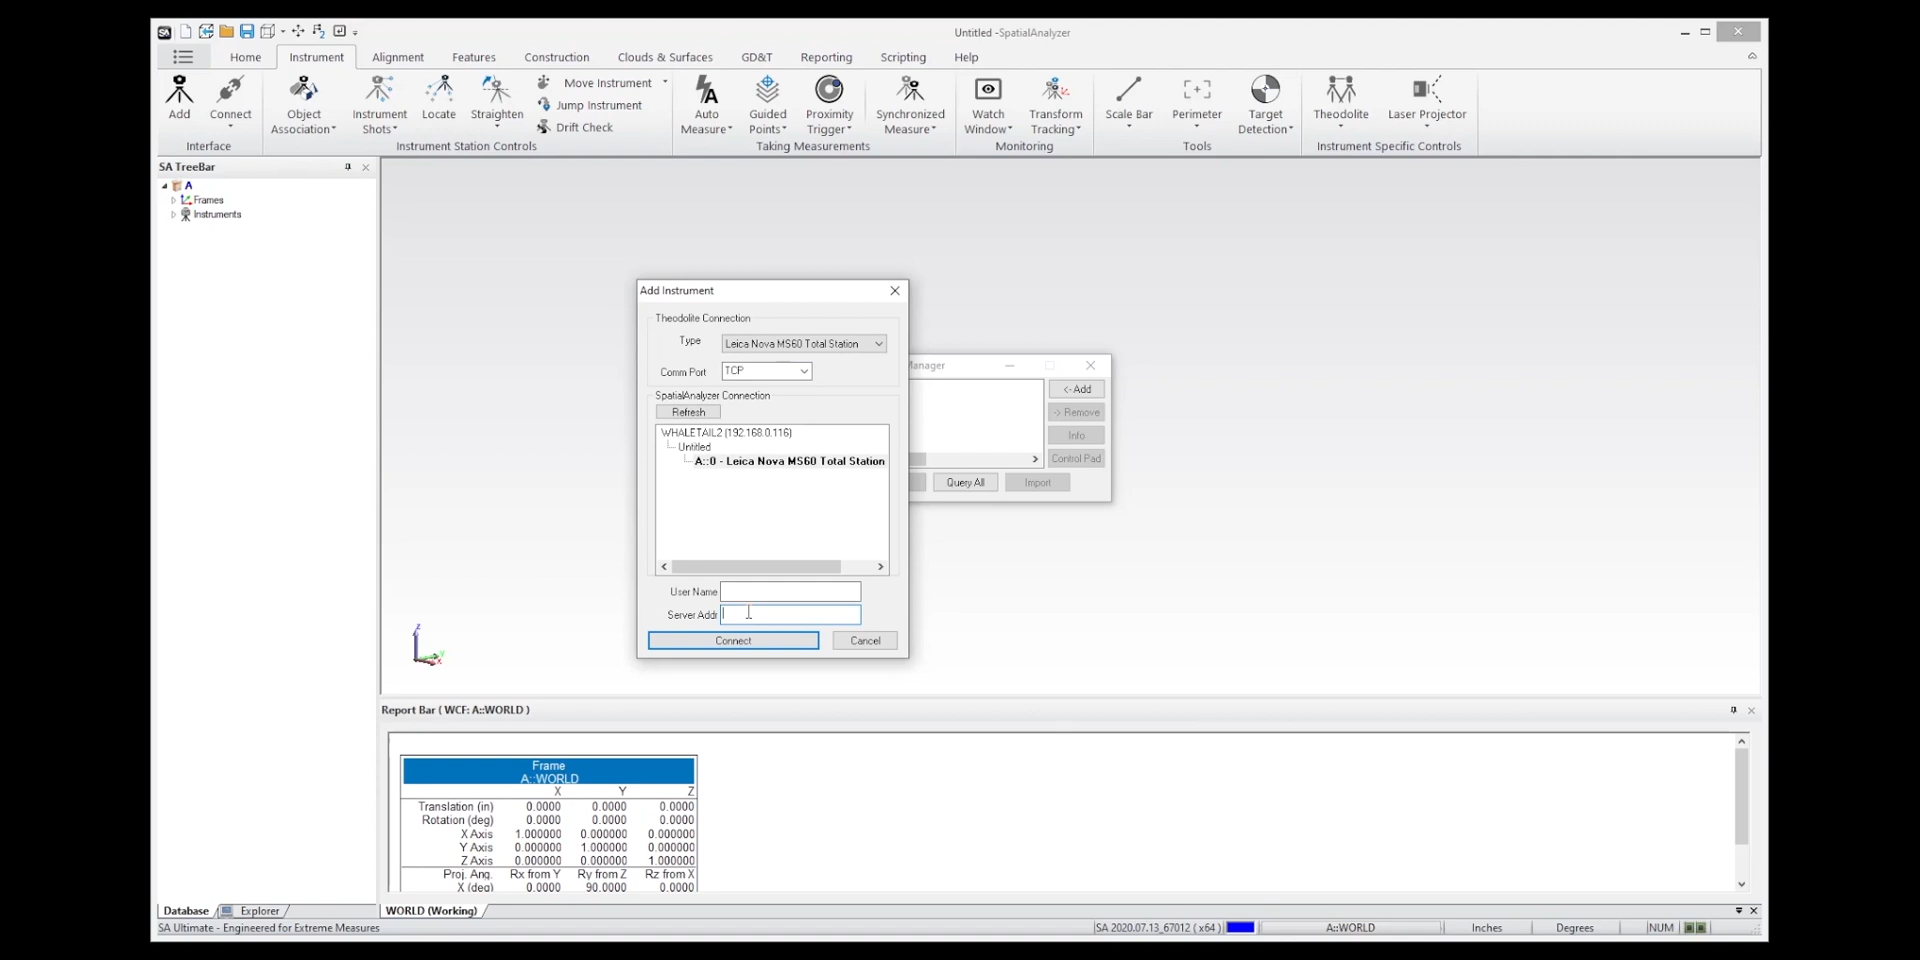 Untitled -SpatialAnalyzer
Home Instrument Alignment Features Construction Clouds & Surfaces GD&T Reporting Scripting Help
Add
Connect
Interface
Object
Association
Instrument
Shots
Locate
Straighten
Move Instrument
Jump Instrument
Drift Check
Instrument Station Controls
Auto
Measure
Guided
Points
Proximity
Trigger
Synchronized
Measure
Taking Measurements
Watch
Window
Transform
Tracking
Monitoring
Scale Bar
Perimeter
Target
Detection
Tools
Theodolite
Laser Projector
Instrument Specific Controls
SA TreeBar
A
Frames
Instruments
Add Instrument
Theodolite Connection
Type Leica Nova MS60 Total Station
Comm Port TCP
SpatialAnalyzer Connection
Refresh
WHALETAIL2 (192.168.0.116)
Untitled
A::0 - Leica Nova MS60 Total Station
User Name
Server Addr
Connect Cancel
Manager
<- Add
-> Remove
Info
Control Pad
Query All Import
Z
Y
X
Report Bar ( WCF: A::WORLD )
Frame
A::WORLD
X Y Z
Translation (in) 0.0000 0.0000 0.0000
Rotation (deg) 0.0000 0.0000 0.0000
X Axis 1.000000 0.000000 0.000000
Y Axis 0.000000 1.000000 0.000000
Z Axis 0.000000 0.000000 1.000000
Proj. Ang. Rx from Y Ry from Z Rz from X
X (deg) 0.0000 90.0000 0.0000
Database Explorer
WORLD (Working)
SA Ultimate - Engineered for Extreme Measures
SA 2020.07.13_67012 ( x64 ) A::WORLD Inches Degrees NUM